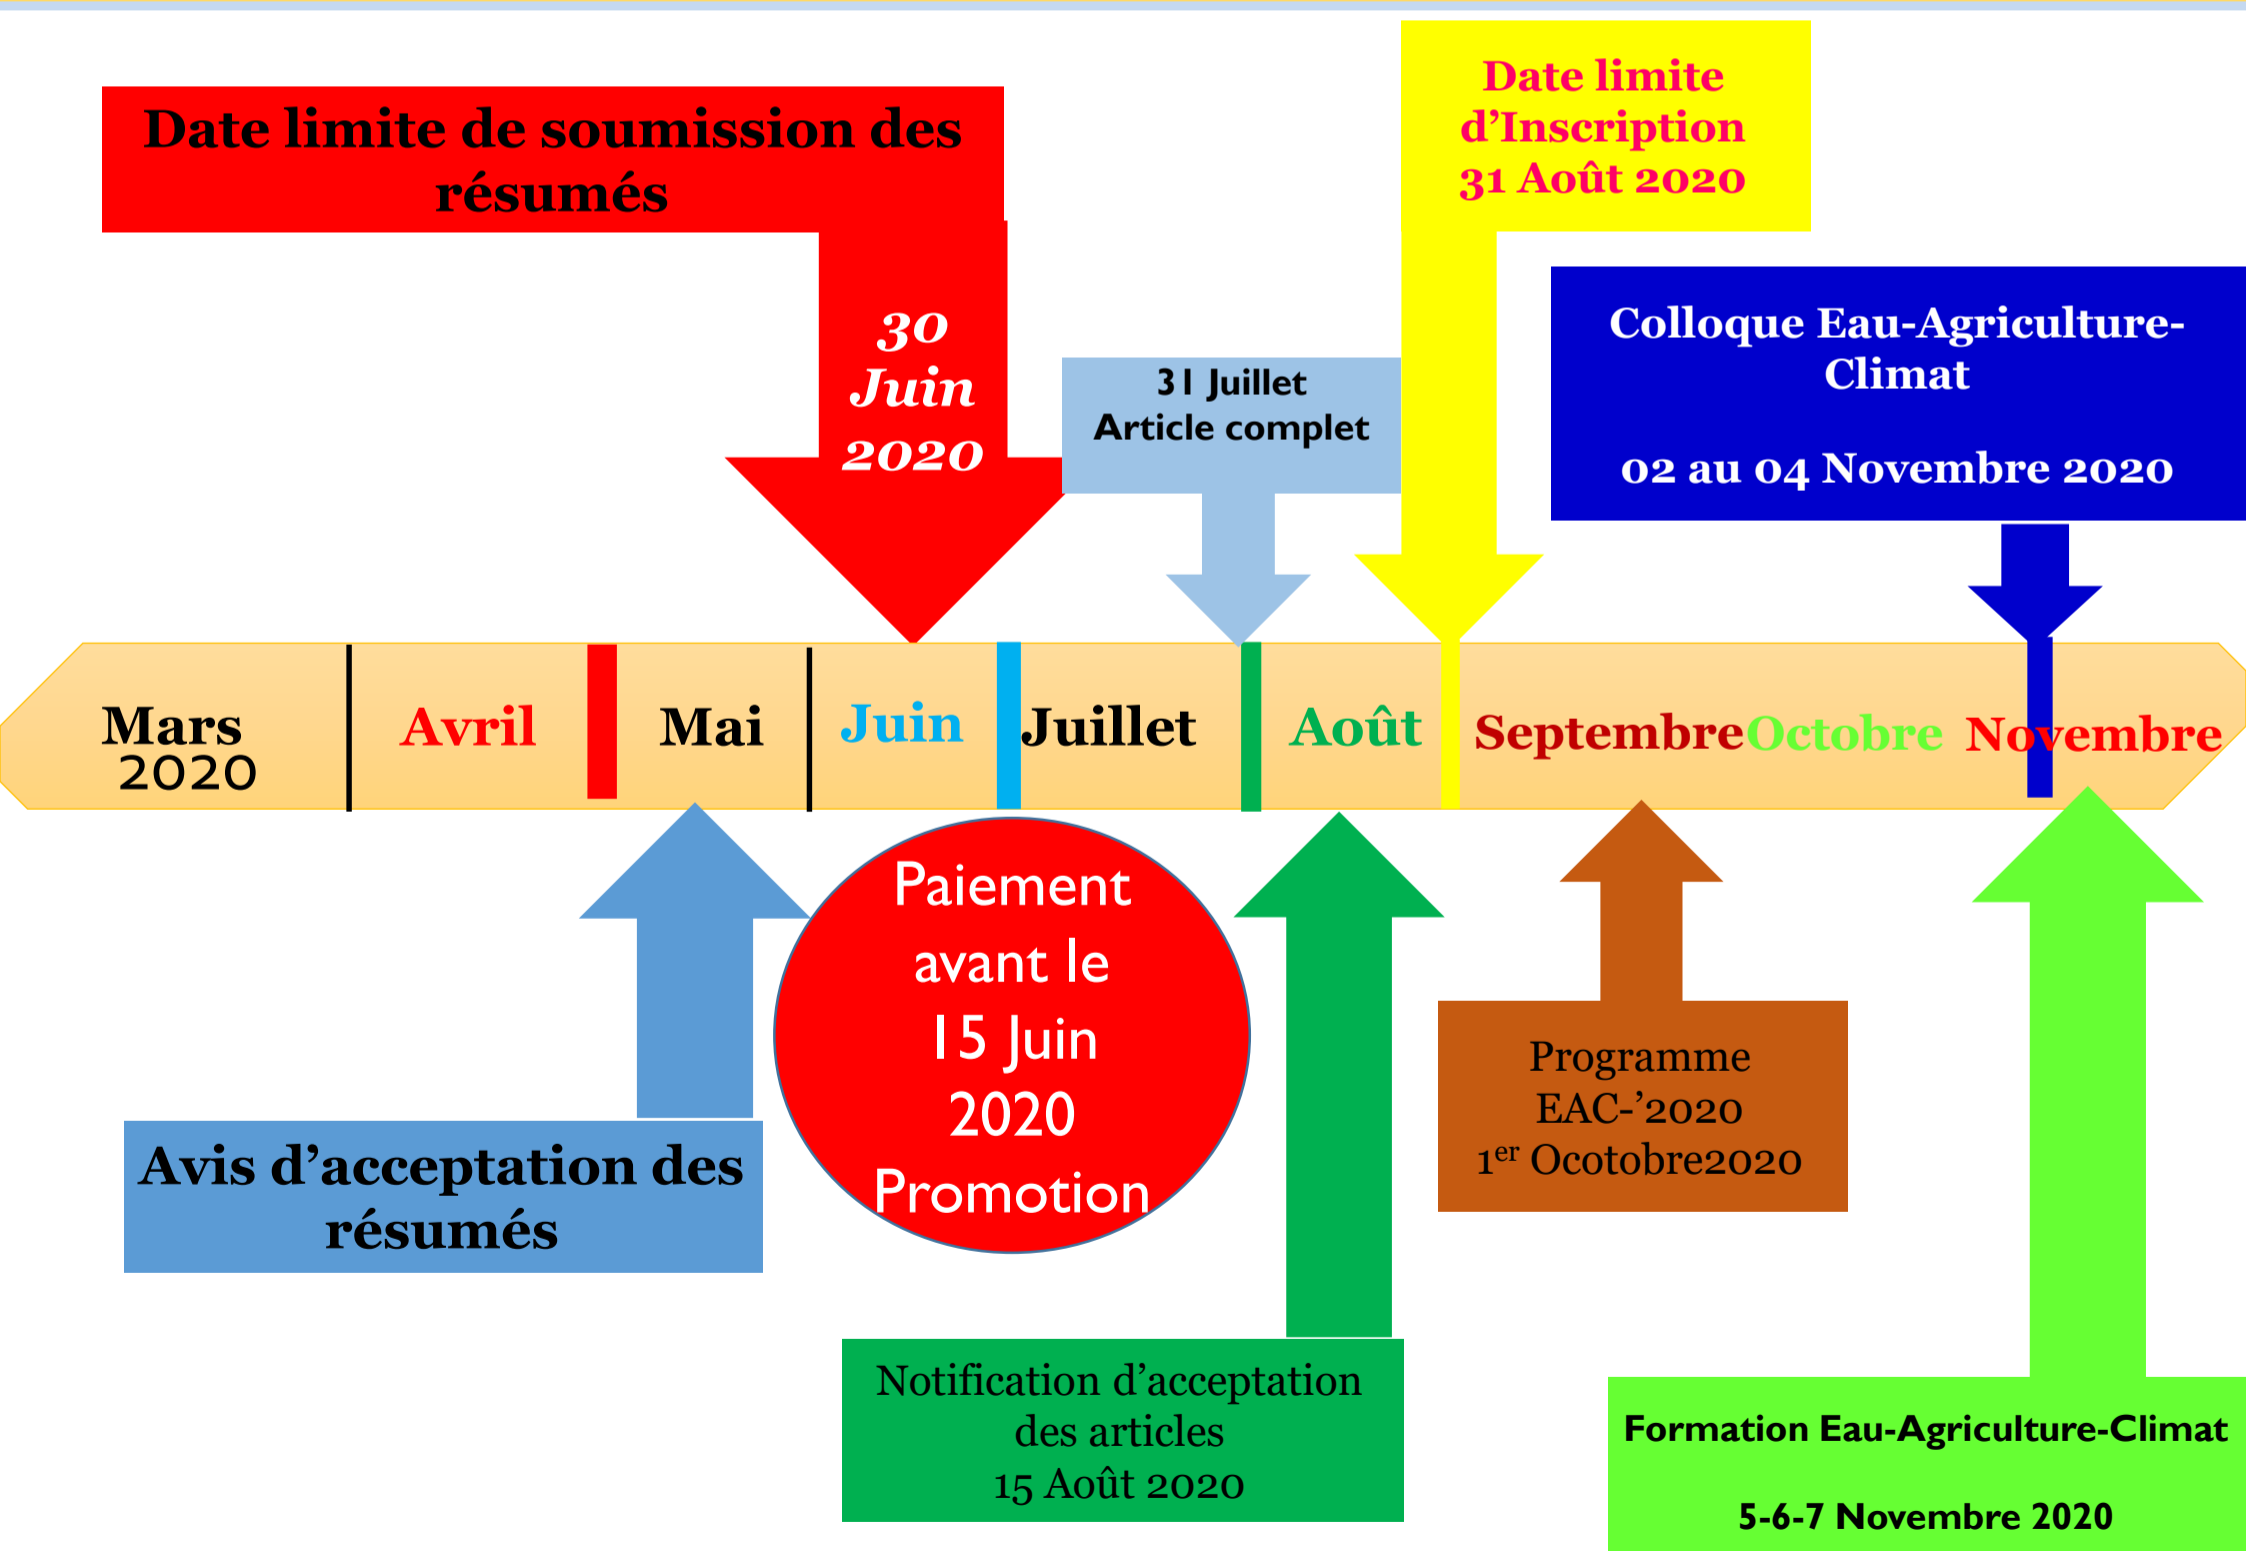 Date limite de soumission des
résumés
30
Juin
2020
31 Juillet
Article complet
Date limite
d’Inscription
31 Août 2020
Colloque Eau-Agriculture-
Climat
02 au 04 Novembre 2020
Mars
2020
Avril
Mai
Juin
Juillet
Août
Septembre
Octobre
Novembre
Avis d’acceptation des
résumés
Paiement
avant le
15 Juin
2020
Promotion
Notification d’acceptation
des articles
15 Août 2020
Programme
EAC-’2020
1er Ocotobre2020
Formation Eau-Agriculture-Climat
5-6-7 Novembre 2020